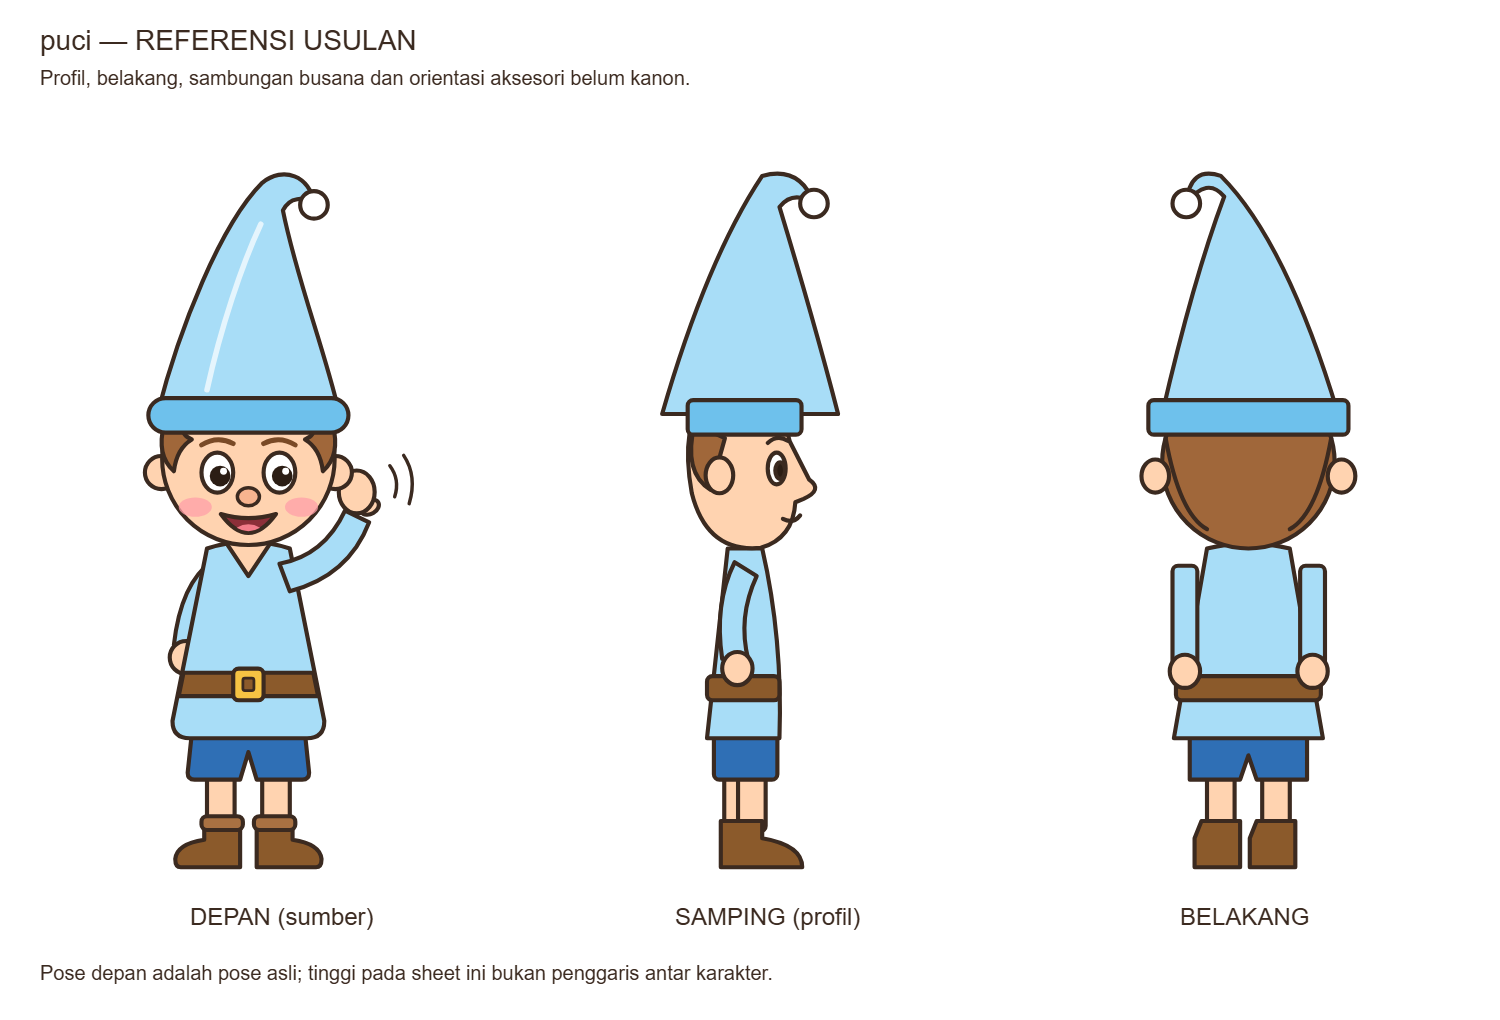 puci — REFERENSI USULAN
Profil, belakang, sambungan busana dan orientasi aksesori belum kanon.
DEPAN (sumber)
SAMPING (profil)
BELAKANG
Pose depan adalah pose asli; tinggi pada sheet ini bukan penggaris antar karakter.